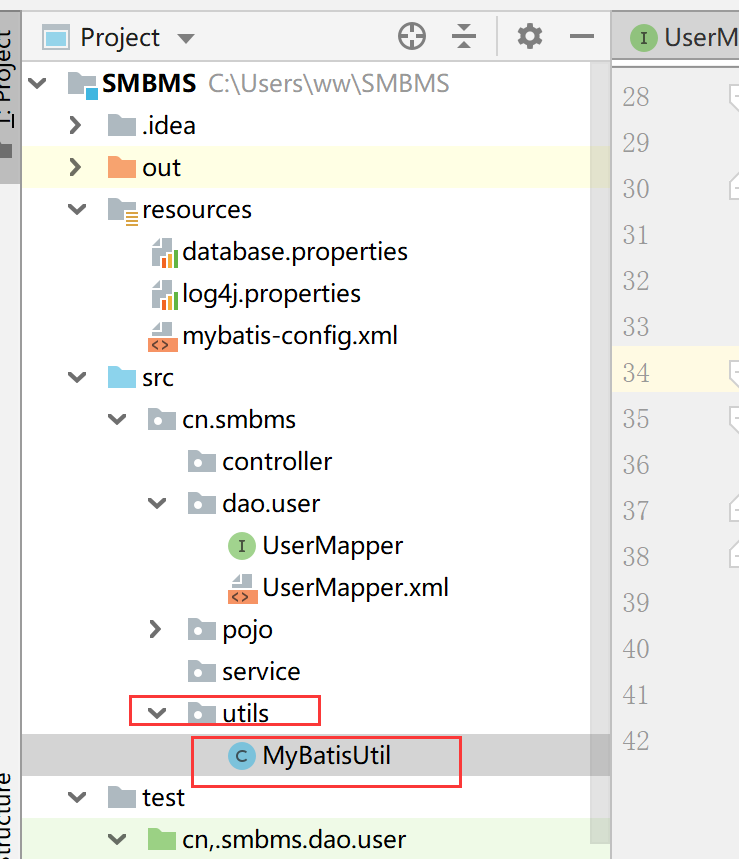 Project
SMBMS C:\Users\ww\SMBMS
.idea
out
resources
database.properties
log4j.properties
mybatis-config.xml
src
cn.smbms
controller
dao.user
I UserMapper
<> UserMapper.xml
pojo
service
utils
C MyBatisUtil
test
cn,.smbms.dao.user
1: Project
I UserM
28
29
30
31
32
33
34
35
36
37
38
39
40
41
42